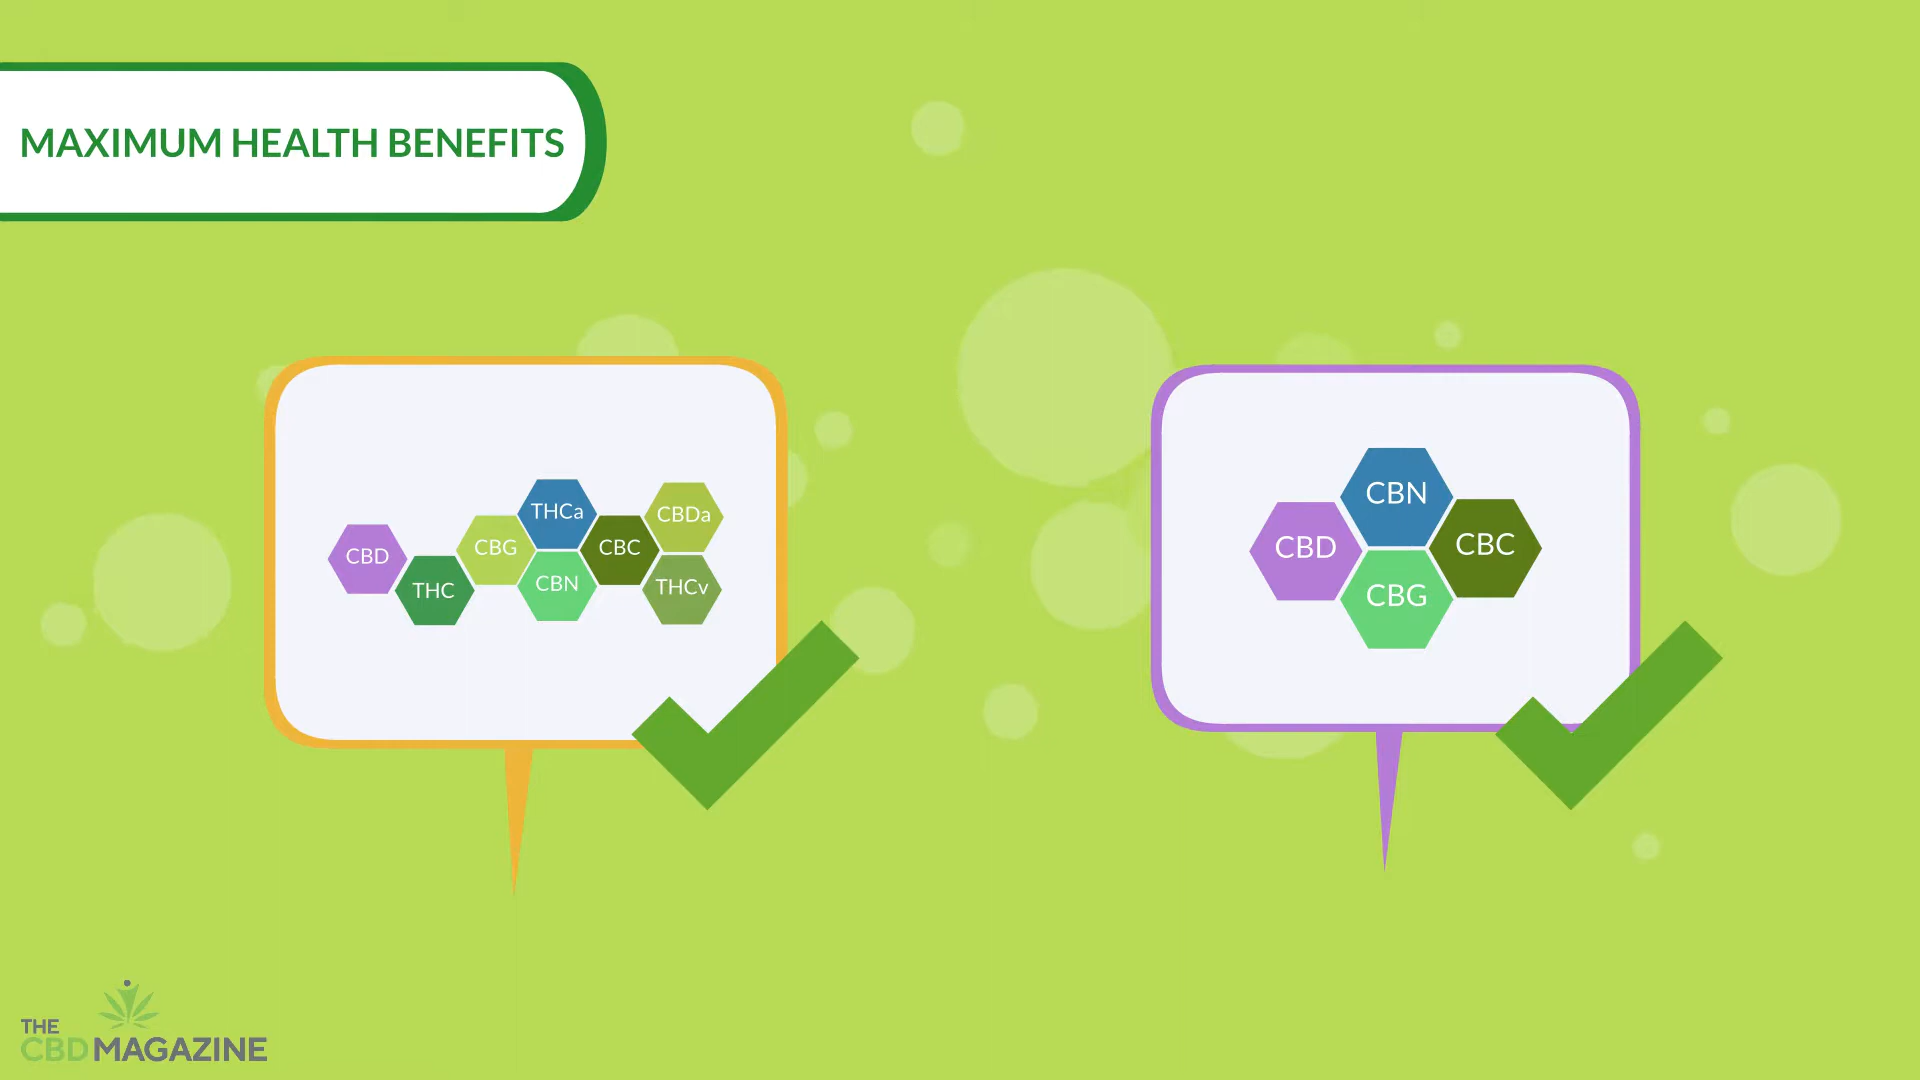 MAXIMUM HEALTH BENEFITS
CBD
THC
CBG
THCa
CBN
CBC
CBDa
THCv
CBD
CBN
CBG
CBC
THE
CBD MAGAZINE